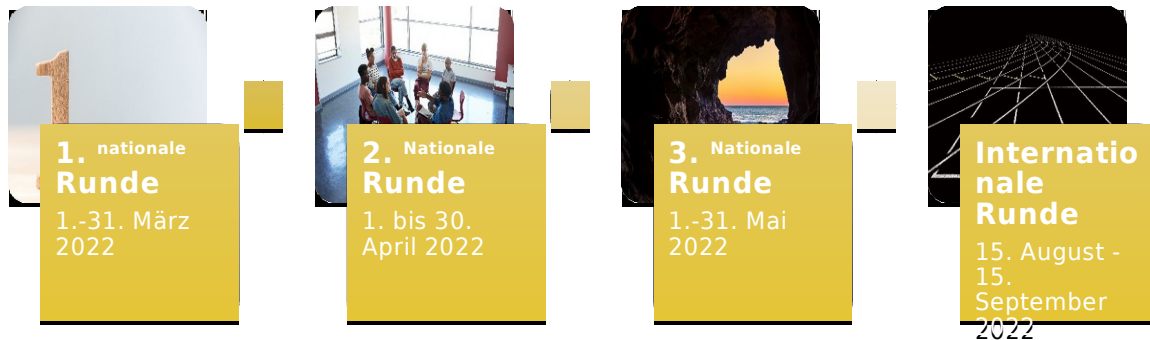 1. nationale
Runde
1.-31. März
2022
2. Nationale
Runde
1. bis 30.
April 2022
3. Nationale
Runde
1.-31. Mai
2022
Internatio
nale
Runde
15. August -
15.
September
2022